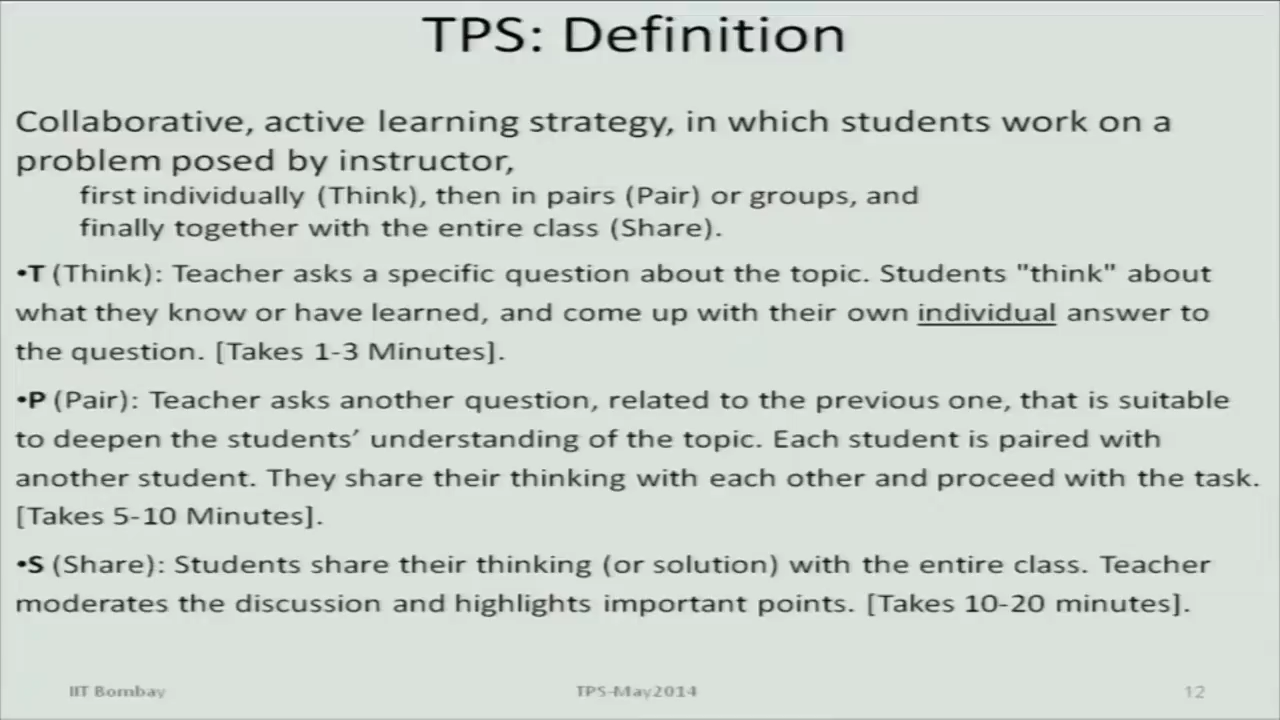 TPS: Definition
Collaborative, active learning strategy, in which students work on a
problem posed by instructor,
first individually (Think), then in pairs (Pair) or groups, and
finally together with the entire class (Share).
•T (Think): Teacher asks a specific question about the topic. Students "think" about
what they know or have learned, and come up with their own individual answer to
the question. [Takes 1-3 Minutes].
•P (Pair): Teacher asks another question, related to the previous one, that is suitable
to deepen the students’ understanding of the topic. Each student is paired with
another student. They share their thinking with each other and proceed with the task.
[Takes 5-10 Minutes].
•S (Share): Students share their thinking (or solution) with the entire class. Teacher
moderates the discussion and highlights important points. [Takes 10-20 minutes].
IIT Bombay TPS-May2014 12